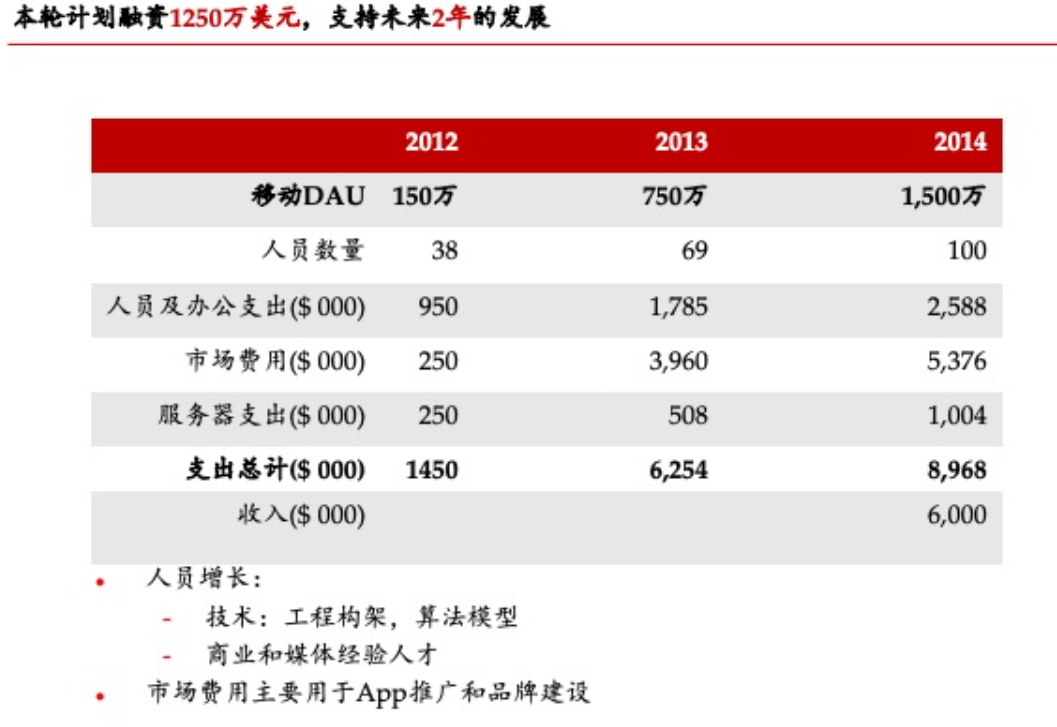 本轮计划融资1250万美元，支持未来2年的发展
2012 2013 2014
移动DAU 150万 750万 1,500万
人员数量 38 69 100
人员及办公支出($ 000) 950 1,785 2,588
市场费用($ 000) 250 3,960 5,376
服务器支出($ 000) 250 508 1,004
支出总计($ 000) 1450 6,254 8,968
收入($ 000) 6,000
• 人员增长：
- 技术：工程构架，算法模型
- 商业和媒体经验人才
• 市场费用主要用于App推广和品牌建设